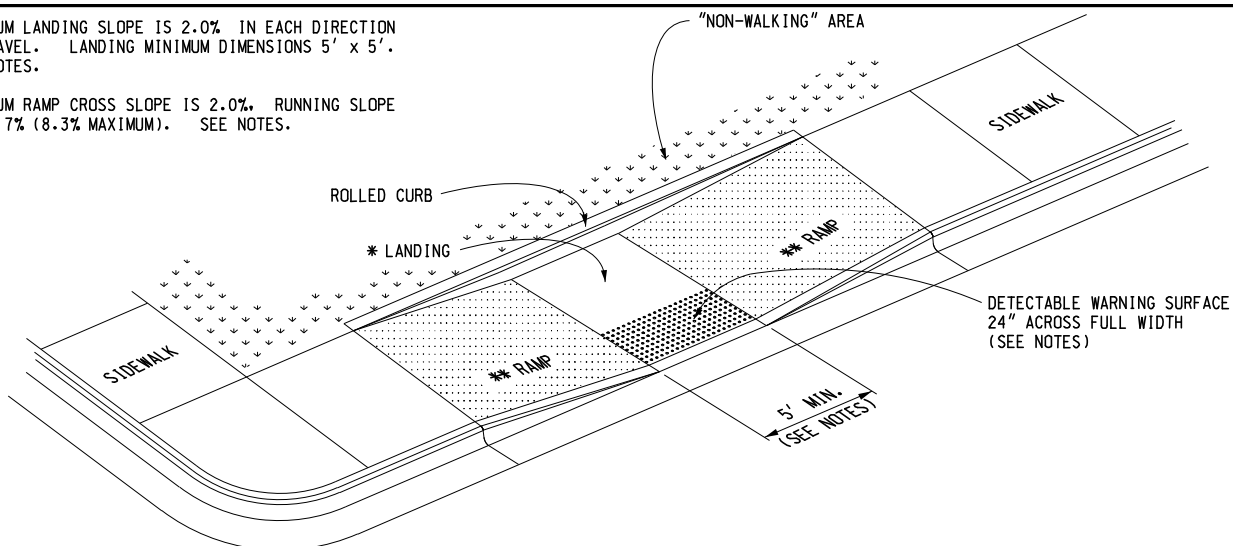 UM LANDING SLOPE IS 2.0% IN EACH DIRECTION
AVEL. LANDING MINIMUM DIMENSIONS 5' x 5'.
OTES.
UM RAMP CROSS SLOPE IS 2.0%. RUNNING SLOPE
7% (8.3% MAXIMUM). SEE NOTES.
"NON-WALKING" AREA
SIDEWALK
ROLLED CURB
* LANDING
** RAMP
DETECTABLE WARNING SURFACE
24" ACROSS FULL WIDTH
(SEE NOTES)
SIDEWALK
** RAMP
5' MIN.
(SEE NOTES)